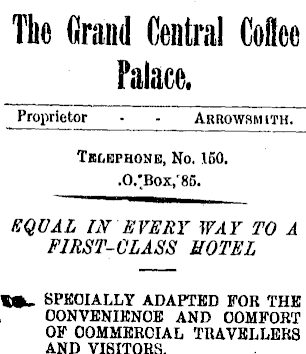 The Grand Central Coffee
Palace.
Proprietor - - ARROWSMITH.
TELEPHONE, No. 150.
.O. Box, 85.
EQUAL IN EVERY WAY TO A
FIRST-CLASS HOTEL
SPECIALLY ADAPTED FOR THE
CONVENIENCE AND COMFORT
OF COMMERCIAL TRAVELLERS
AND VISITORS.